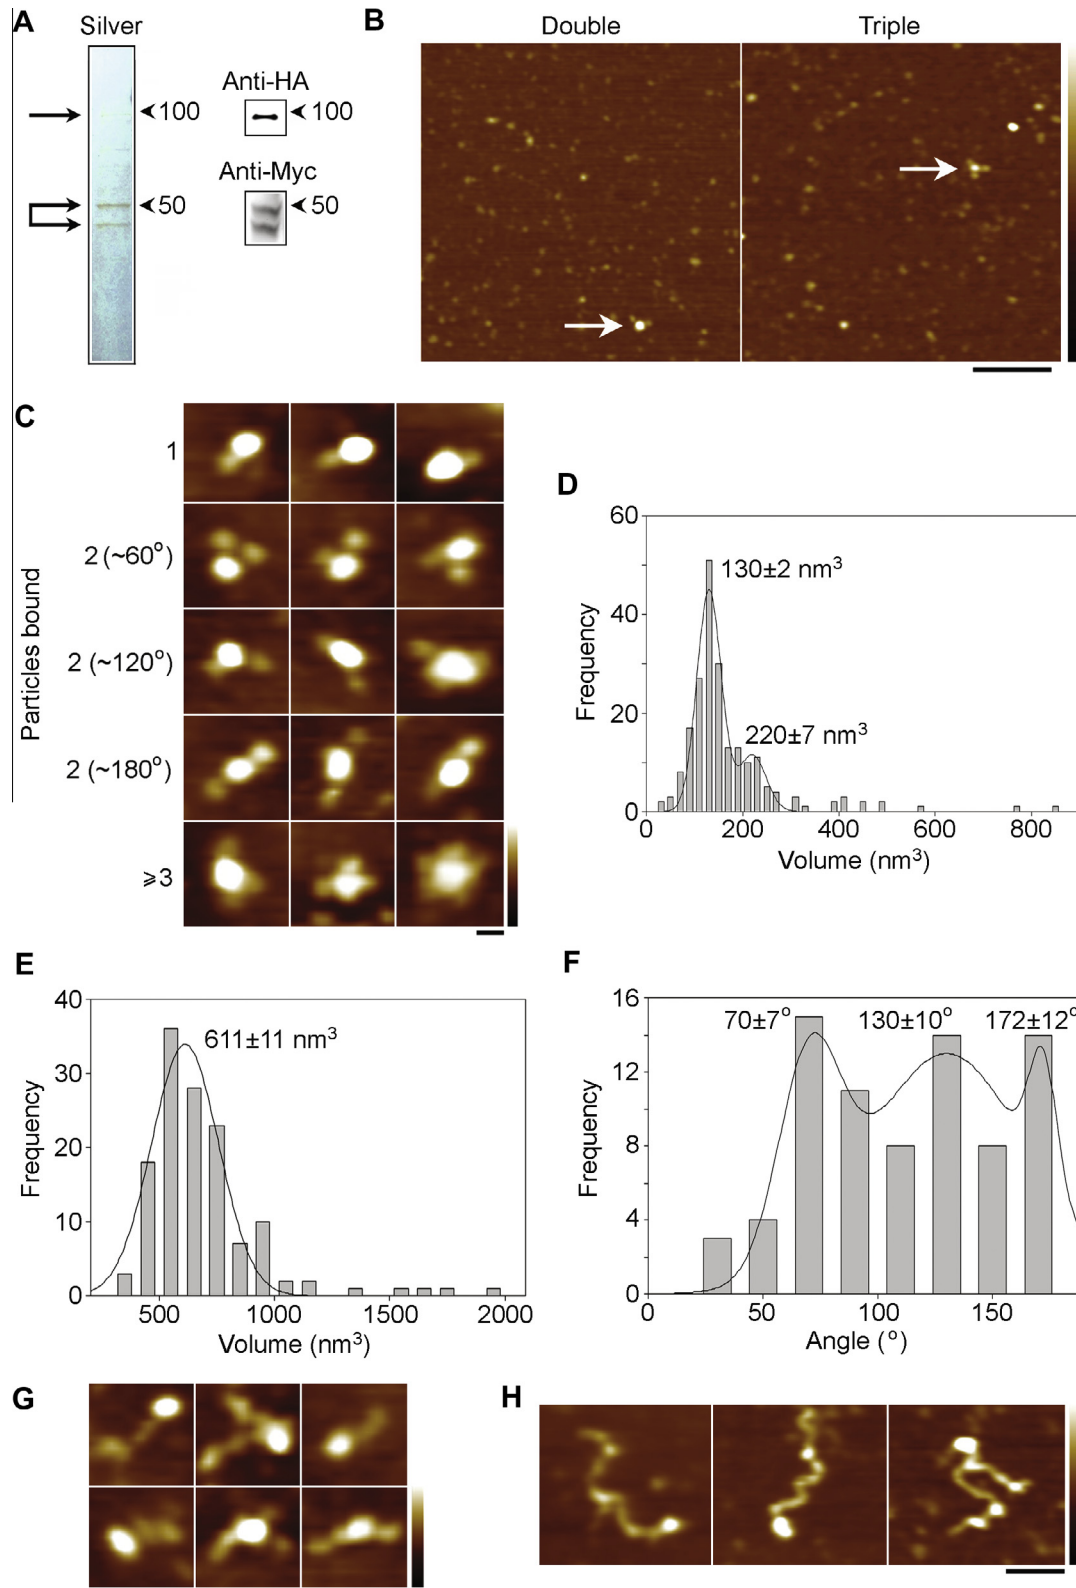 A
Silver
100
50
Anti-HA
100
Anti-Myc
50
B
Double
Triple
C
Particles bound
1
2 (~60°)
2 (~120°)
2 (~180°)
⩾3
D
60
40
20
0
Frequency
130±2 nm³
220±7 nm³
0 200 400 600 800
Volume (nm³)
E
40
30
20
10
0
Frequency
611±11 nm³
500 1000 1500 2000
Volume (nm³)
F
16
12
8
4
0
Frequency
70±7° 130±10° 172±12°
0 50 100 150
Angle (°)
G
H